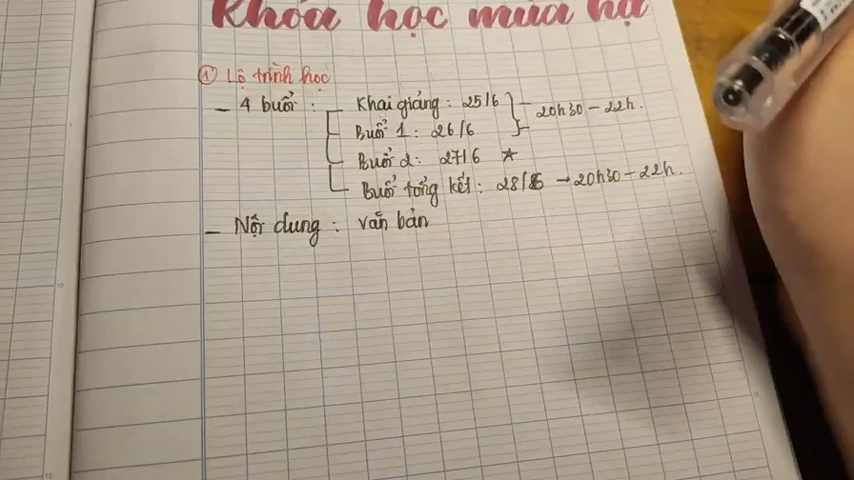 Khóa học mùa hạ
① Lộ trình học
- 4 buổi : Khai giảng : 25/6 20h30 - 22h.
Buổi 1 : 26/6
Buổi 2 : 27/6 *
Buổi tổng kết : 28/6 → 20h30 - 22h.
- Nội dung : văn bản